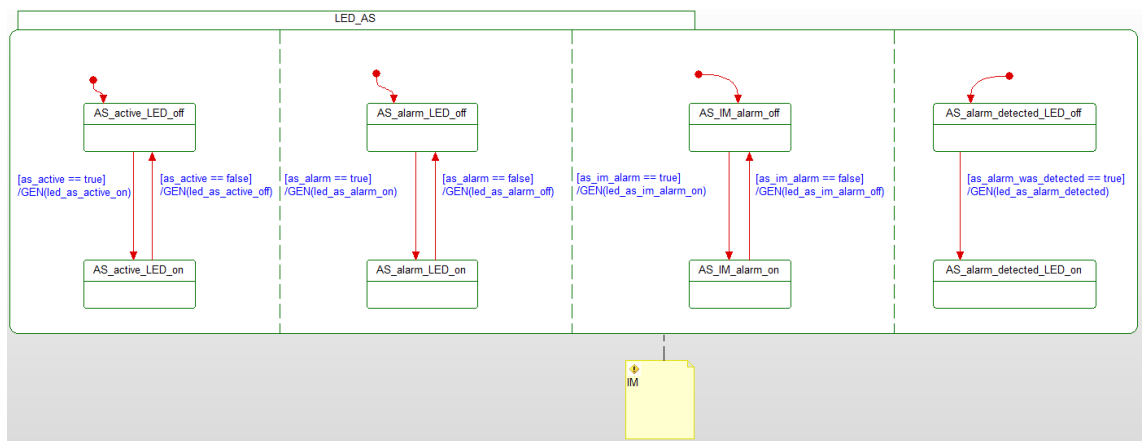 LED_AS
AS_active_LED_off
AS_alarm_LED_off
AS_IM_alarm_off
AS_alarm_detected_LED_off
[as_active == true]
/GEN(led_as_active_on)
[as_active == false]
/GEN(led_as_active_off)
[as_alarm == true]
/GEN(led_as_alarm_on)
[as_alarm == false]
/GEN(led_as_alarm_off)
[as_im_alarm == true]
/GEN(led_as_im_alarm_on)
[as_im_alarm == false]
/GEN(led_as_im_alarm_off)
[as_alarm_was_detected == true]
/GEN(led_as_alarm_detected)
AS_active_LED_on
AS_alarm_LED_on
AS_IM_alarm_on
AS_alarm_detected_LED_on
IM